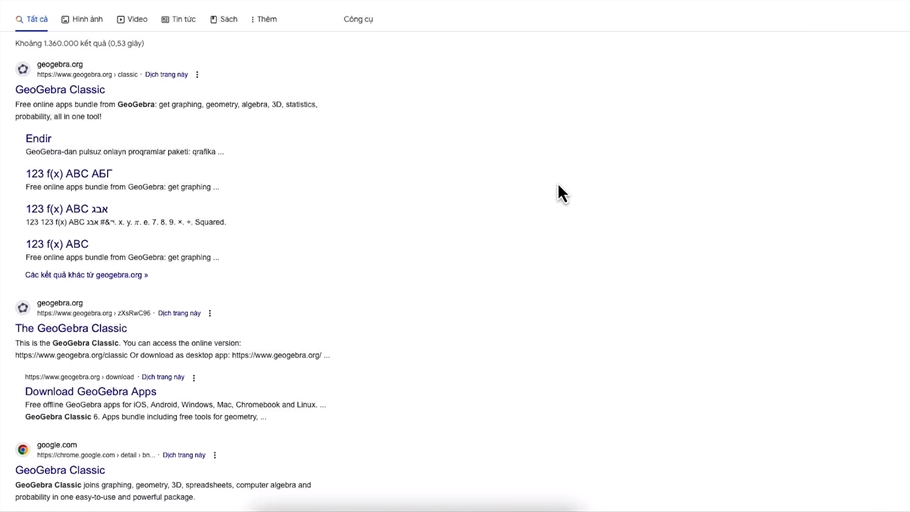 Tất cả Hình ảnh Video Tin tức Sách Thêm Công cụ
Khoảng 1.360.000 kết quả (0,53 giây)
geogebra.org
https://www.geogebra.org › classic · Dịch trang này
GeoGebra Classic
Free online apps bundle from GeoGebra: get graphing, geometry, algebra, 3D, statistics,
probability, all in one tool!
Endir
GeoGebra-dan pulsuz onlayn proqramlar paketi: qrafika ...
123 f(x) ABC АБГ
Free online apps bundle from GeoGebra: get graphing ...
123 f(x) ABC אבג
123 123 f(x) ABC אבג #&¬. x. y. π. e. 7. 8. 9. ×. ÷. Squared.
123 f(x) ABC
Free online apps bundle from GeoGebra: get graphing ...
Các kết quả khác từ geogebra.org »
geogebra.org
https://www.geogebra.org › zXsRwC96 · Dịch trang này
The GeoGebra Classic
This is the GeoGebra Classic. You can access the online version:
https://www.geogebra.org/classic Or download as desktop app: https://www.geogebra.org/ ...
https://www.geogebra.org › download · Dịch trang này
Download GeoGebra Apps
Free offline GeoGebra apps for iOS, Android, Windows, Mac, Chromebook and Linux. ...
GeoGebra Classic 6. Apps bundle including free tools for geometry, ...
google.com
https://chrome.google.com › detail › bn... · Dịch trang này
GeoGebra Classic
GeoGebra Classic joins graphing, geometry, 3D, spreadsheets, computer algebra and
probability in one easy-to-use and powerful package.